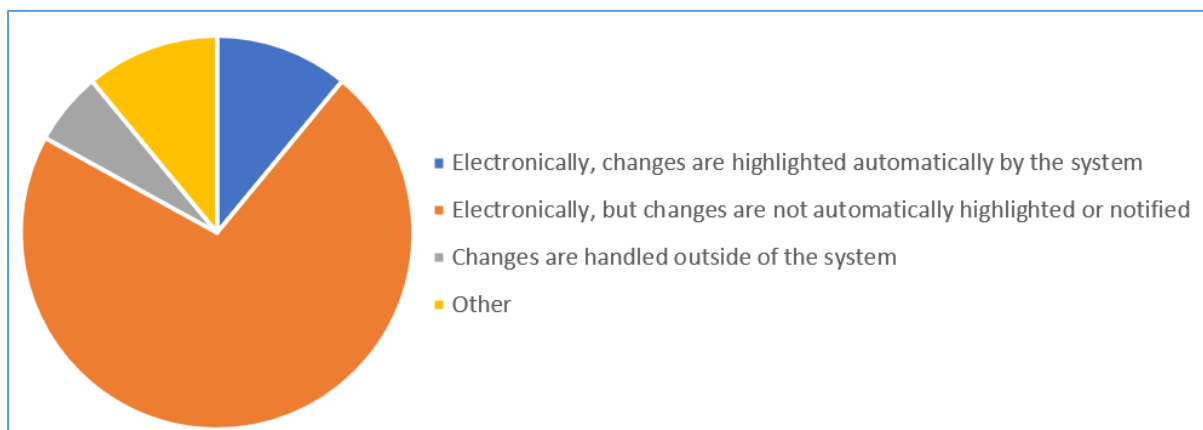 Electronically, changes are highlighted automatically by the system
Electronically, but changes are not automatically highlighted or notified
Changes are handled outside of the system
Other